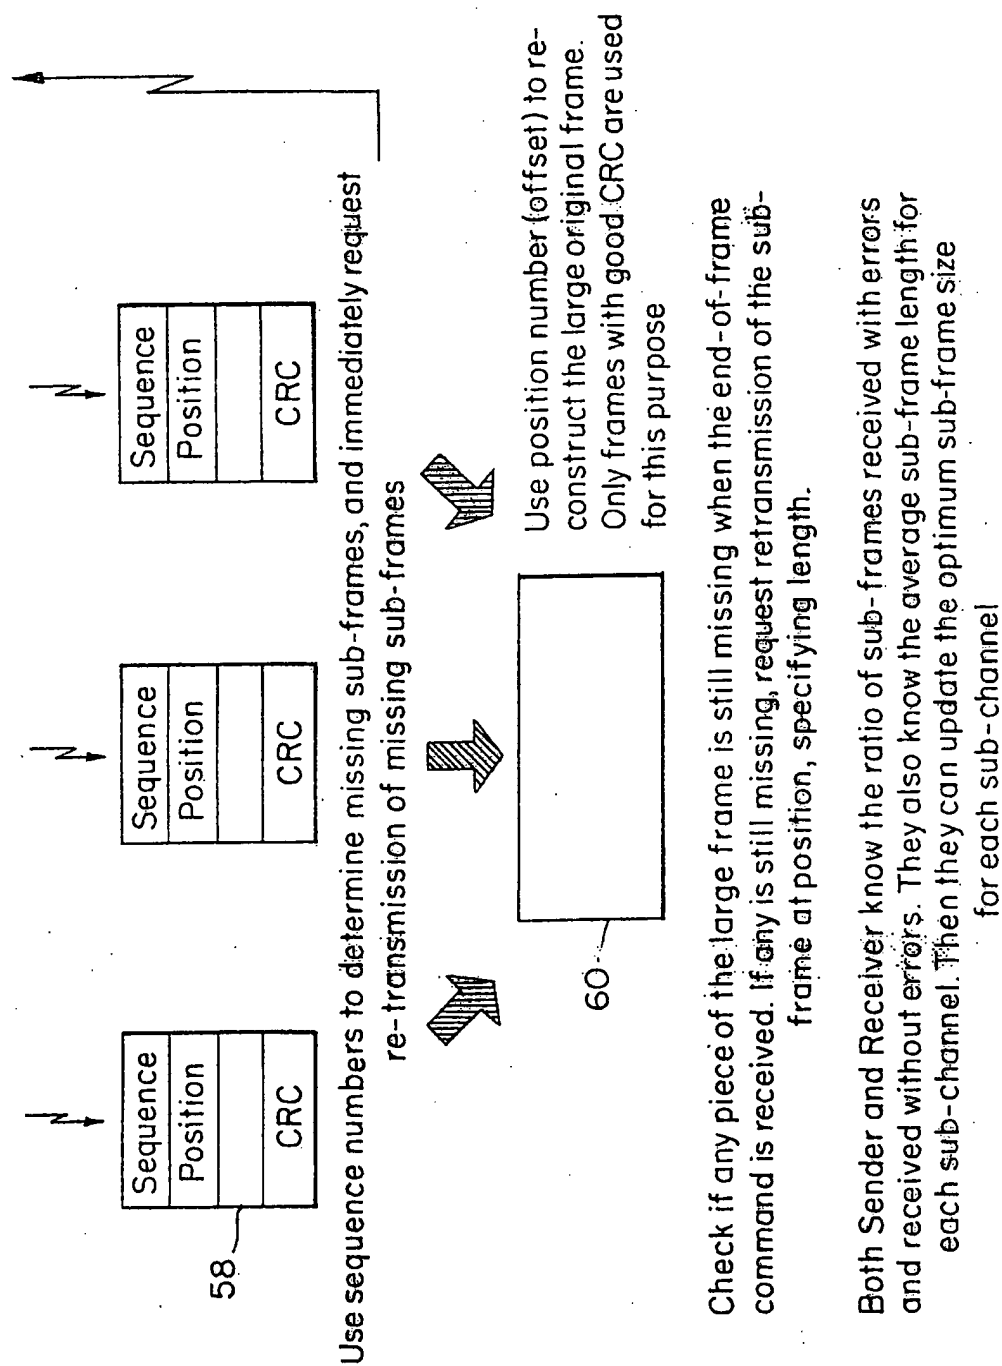 Sequence
Position
CRC
58
Sequence
Position
CRC
Sequence
Position
CRC
Use sequence numbers to determine missing sub-frames, and immediately request
re-transmission of missing sub-frames
60
Use position number (offset) to re-
construct the large original frame.
Only frames with good CRC are used
for this purpose
Check if any piece of the large frame is still missing when the end-of-frame
command is received. If any is still missing, request retransmission of the sub-
frame at position, specifying length.
Both Sender and Receiver know the ratio of sub-frames received with errors
and received without errors. They also know the average sub-frame length for
each sub-channel. Then they can update the optimum sub-frame size
for each sub-channel